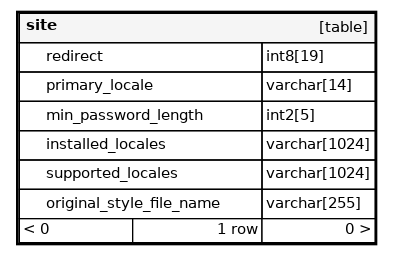 site [table]
redirect int8[19]
primary_locale varchar[14]
min_password_length int2[5]
installed_locales varchar[1024]
supported_locales varchar[1024]
original_style_file_name varchar[255]
< 0 1 row 0 >